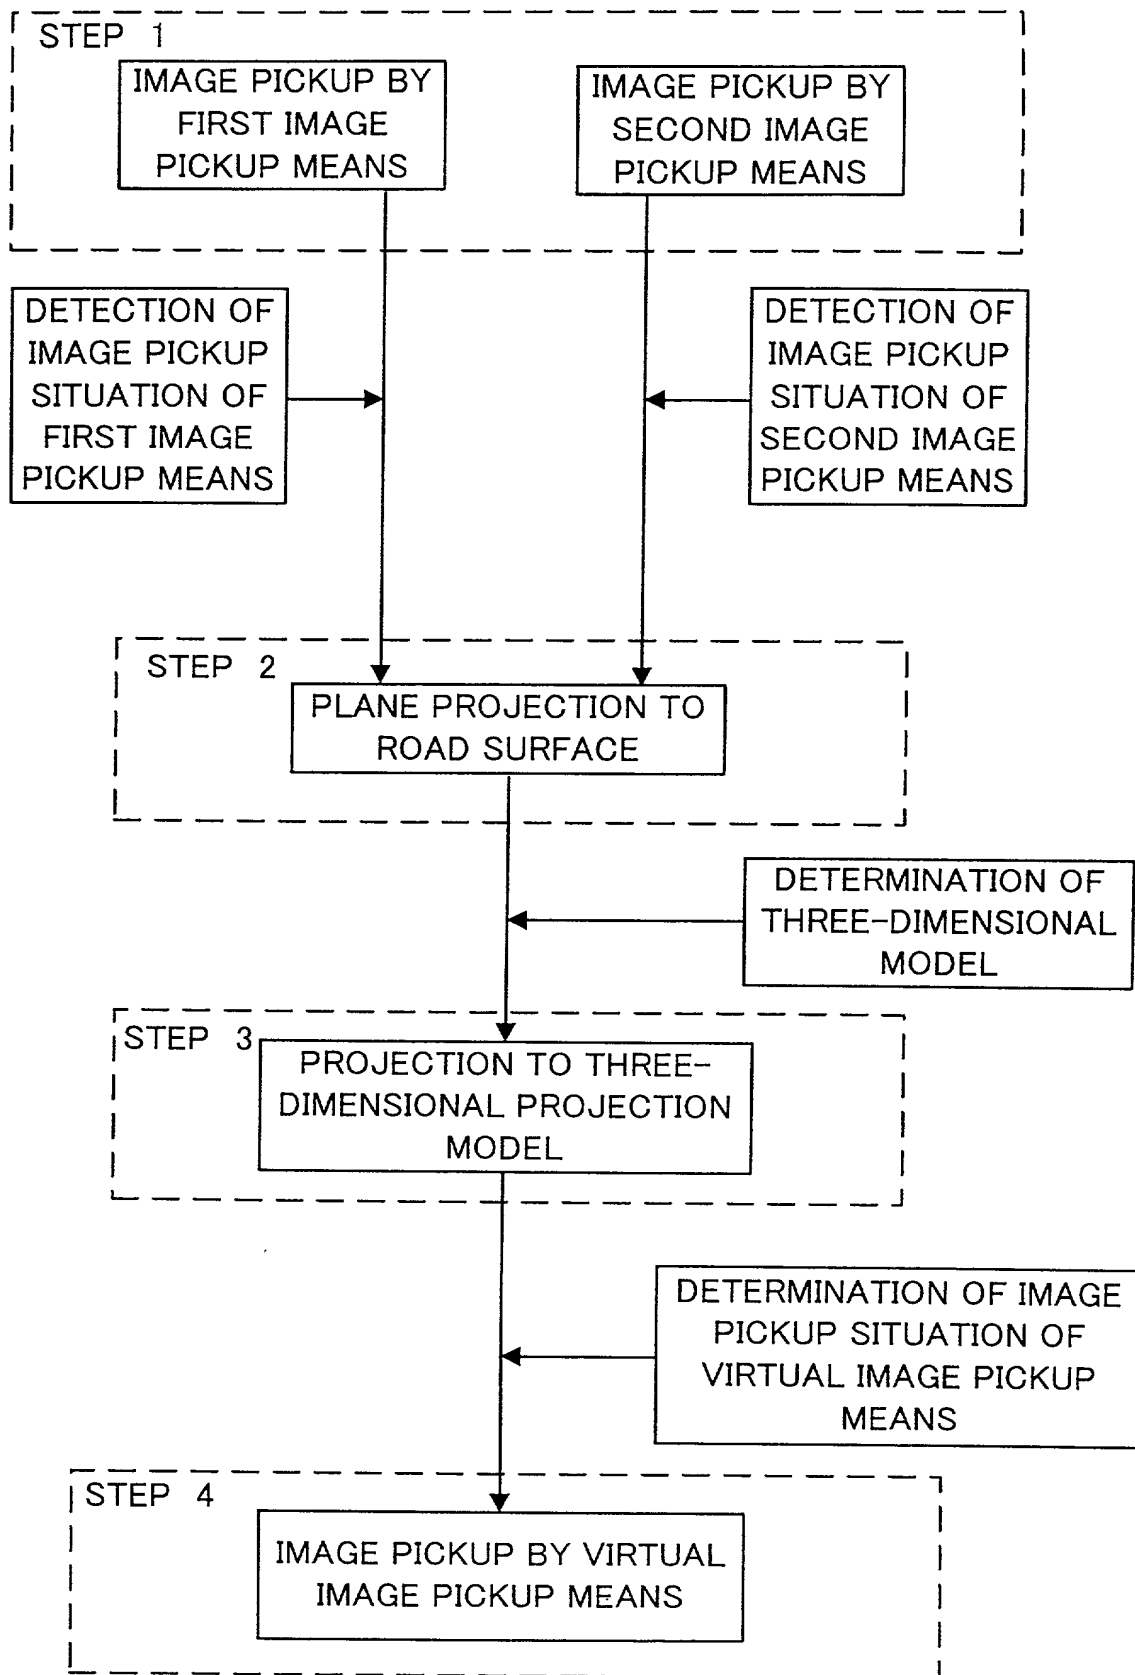 STEP 1
IMAGE PICKUP BY
FIRST IMAGE
PICKUP MEANS
IMAGE PICKUP BY
SECOND IMAGE
PICKUP MEANS
DETECTION OF
IMAGE PICKUP
SITUATION OF
FIRST IMAGE
PICKUP MEANS
DETECTION OF
IMAGE PICKUP
SITUATION OF
SECOND IMAGE
PICKUP MEANS
STEP 2
PLANE PROJECTION TO
ROAD SURFACE
DETERMINATION OF
THREE-DIMENSIONAL
MODEL
STEP 3
PROJECTION TO THREE-
DIMENSIONAL PROJECTION
MODEL
DETERMINATION OF IMAGE
PICKUP SITUATION OF
VIRTUAL IMAGE PICKUP
MEANS
STEP 4
IMAGE PICKUP BY VIRTUAL
IMAGE PICKUP MEANS